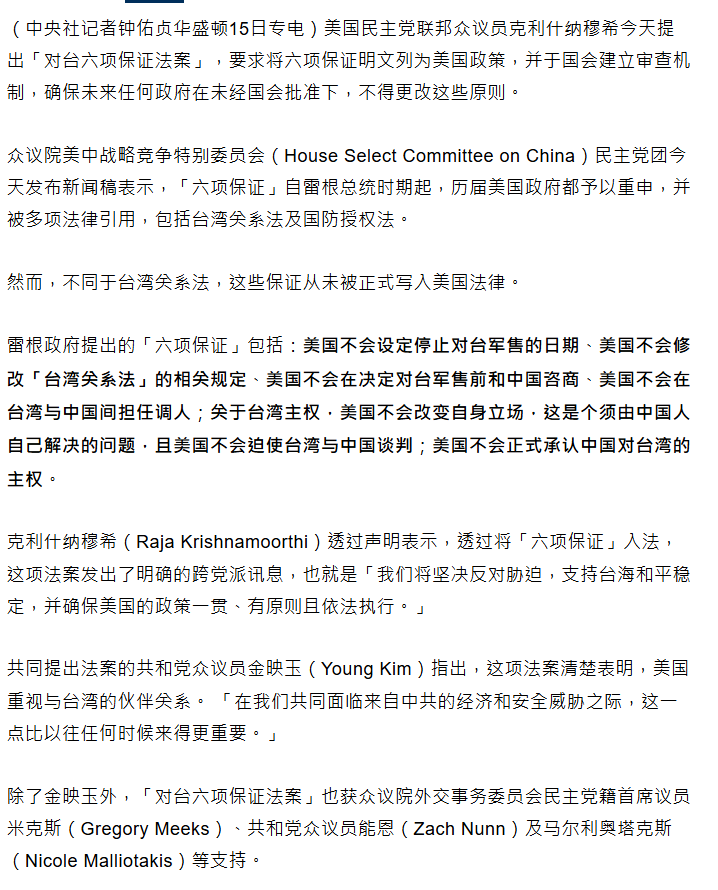 （中央社记者钟佑贞华盛顿15日专电）美国民主党联邦众议员克利什纳穆希今天提
出「对台六项保证法案」，要求将六项保证明文列为美国政策，并于国会建立审查机
制，确保未来任何政府在未经国会批准下，不得更改这些原则。
众议院美中战略竞争特别委员会（House Select Committee on China）民主党团今
天发布新闻稿表示，「六项保证」自雷根总统时期起，历届美国政府都予以重申，并
被多项法律引用，包括台湾关系法及国防授权法。
然而，不同于台湾关系法，这些保证从未被正式写入美国法律。
雷根政府提出的「六项保证」包括：美国不会设定停止对台军售的日期、美国不会修
改「台湾关系法」的相关规定、美国不会在决定对台军售前和中国咨商、美国不会在
台湾与中国间担任调人；关于台湾主权，美国不会改变自身立场，这是个须由中国人
自己解决的问题，且美国不会迫使台湾与中国谈判；美国不会正式承认中国对台湾的
主权。
克利什纳穆希（Raja Krishnamoorthi）透过声明表示，透过将「六项保证」入法，
这项法案发出了明确的跨党派讯息，也就是「我们将坚决反对胁迫，支持台海和平稳
定，并确保美国的政策一贯、有原则且依法执行。」
共同提出法案的共和党众议员金映玉（Young Kim）指出，这项法案清楚表明，美国
重视与台湾的伙伴关系。「在我们共同面临来自中共的经济和安全威胁之际，这一
点比以往任何时候来得更重要。」
除了金映玉外，「对台六项保证法案」也获众议院外交事务委员会民主党籍首席议员
米克斯（Gregory Meeks）、共和党众议员能恩（Zach Nunn）及马尔利奥塔克斯
（Nicole Malliotakis）等支持。